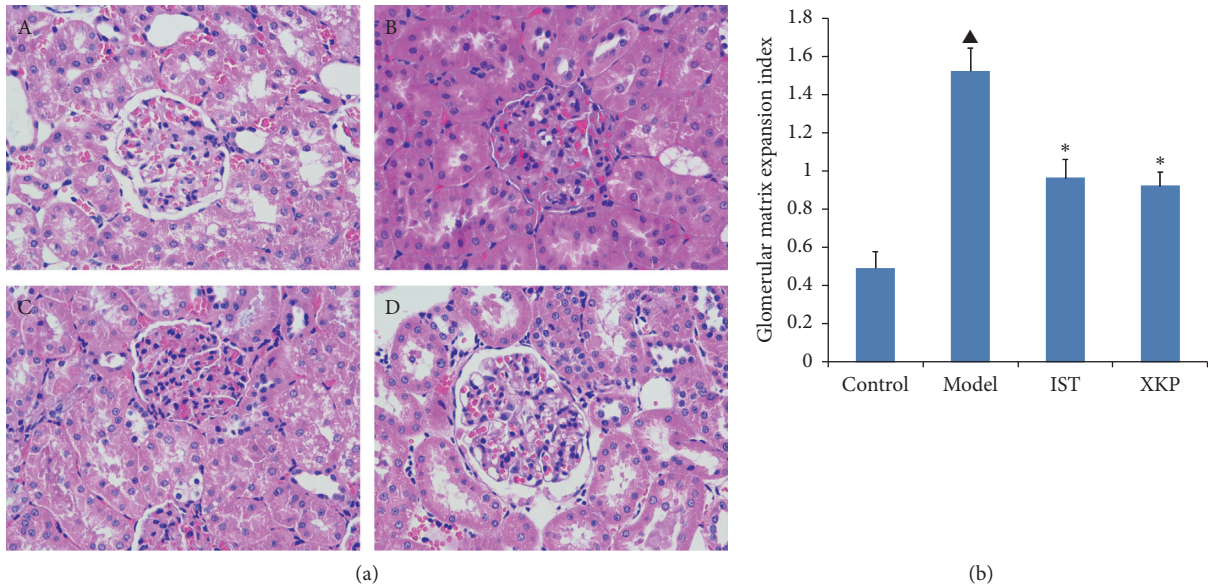 A
B
C
D
(a)
Glomerular matrix expansion index
1.8
1.6
1.4
1.2
1
0.8
0.6
0.4
0.2
0
▲
*
*
Control
Model
IST
XKP
(b)